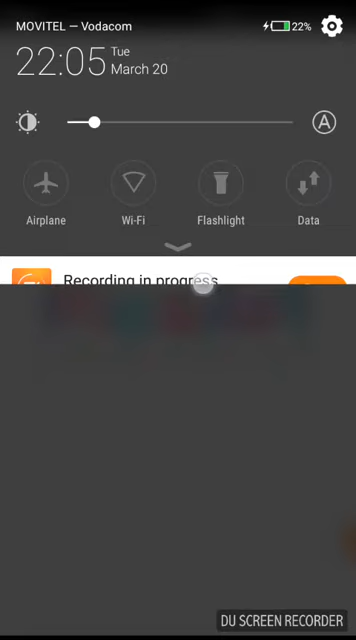 MOVITEL — Vodacom
22%
22:05
Tue
March 20
A
Airplane
Wi-Fi
Flashlight
Data
Recording in progress
DU SCREEN RECORDER